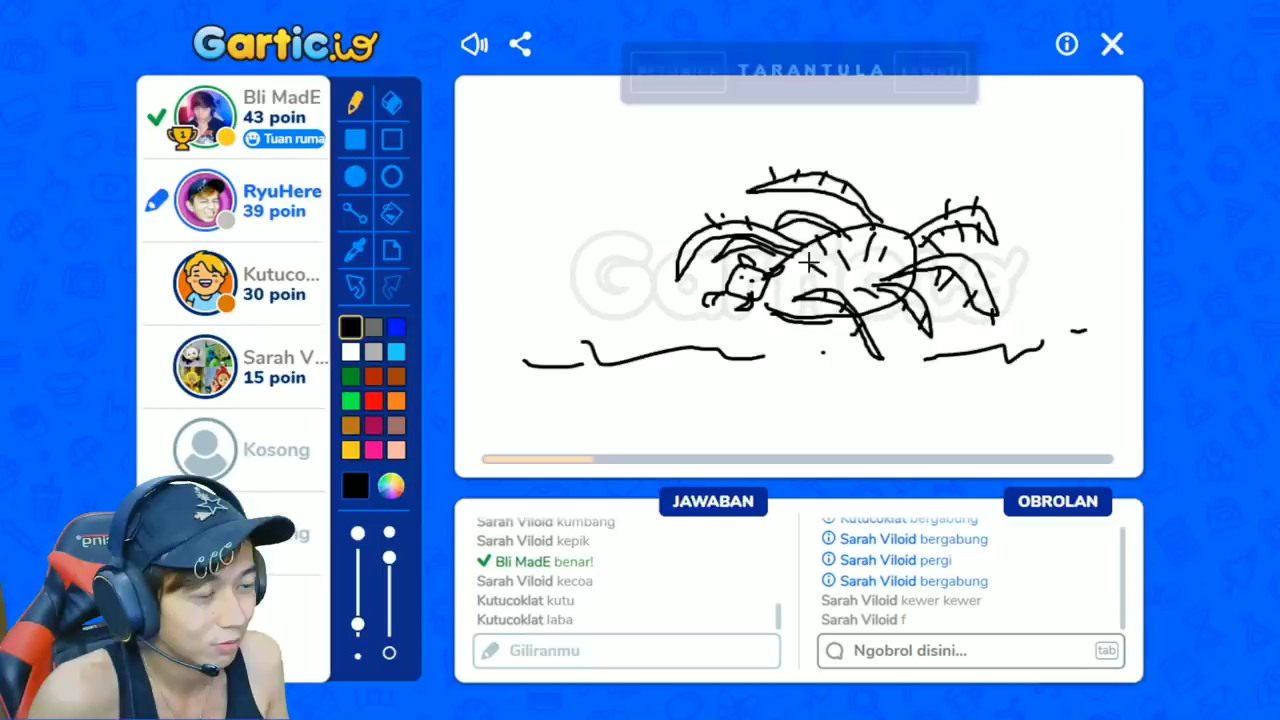 Gartic.io
TARANTULA
Bli MadE
43 poin
1
Tuan ruma
RyuHere
39 poin
Kutuco...
30 poin
Sarah V...
15 poin
Kosong
Gartic
JAWABAN
Sarah Viloid kumbang
Sarah Viloid kepik
Bli MadE benar!
Sarah Viloid kecoa
Kutucoklat kutu
Kutucoklat laba
Giliranmu
OBROLAN
Kutucoklat bergabung
Sarah Viloid bergabung
Sarah Viloid pergi
Sarah Viloid bergabung
Sarah Viloid kewer kewer
Sarah Viloid f
Ngobrol disini...
tab